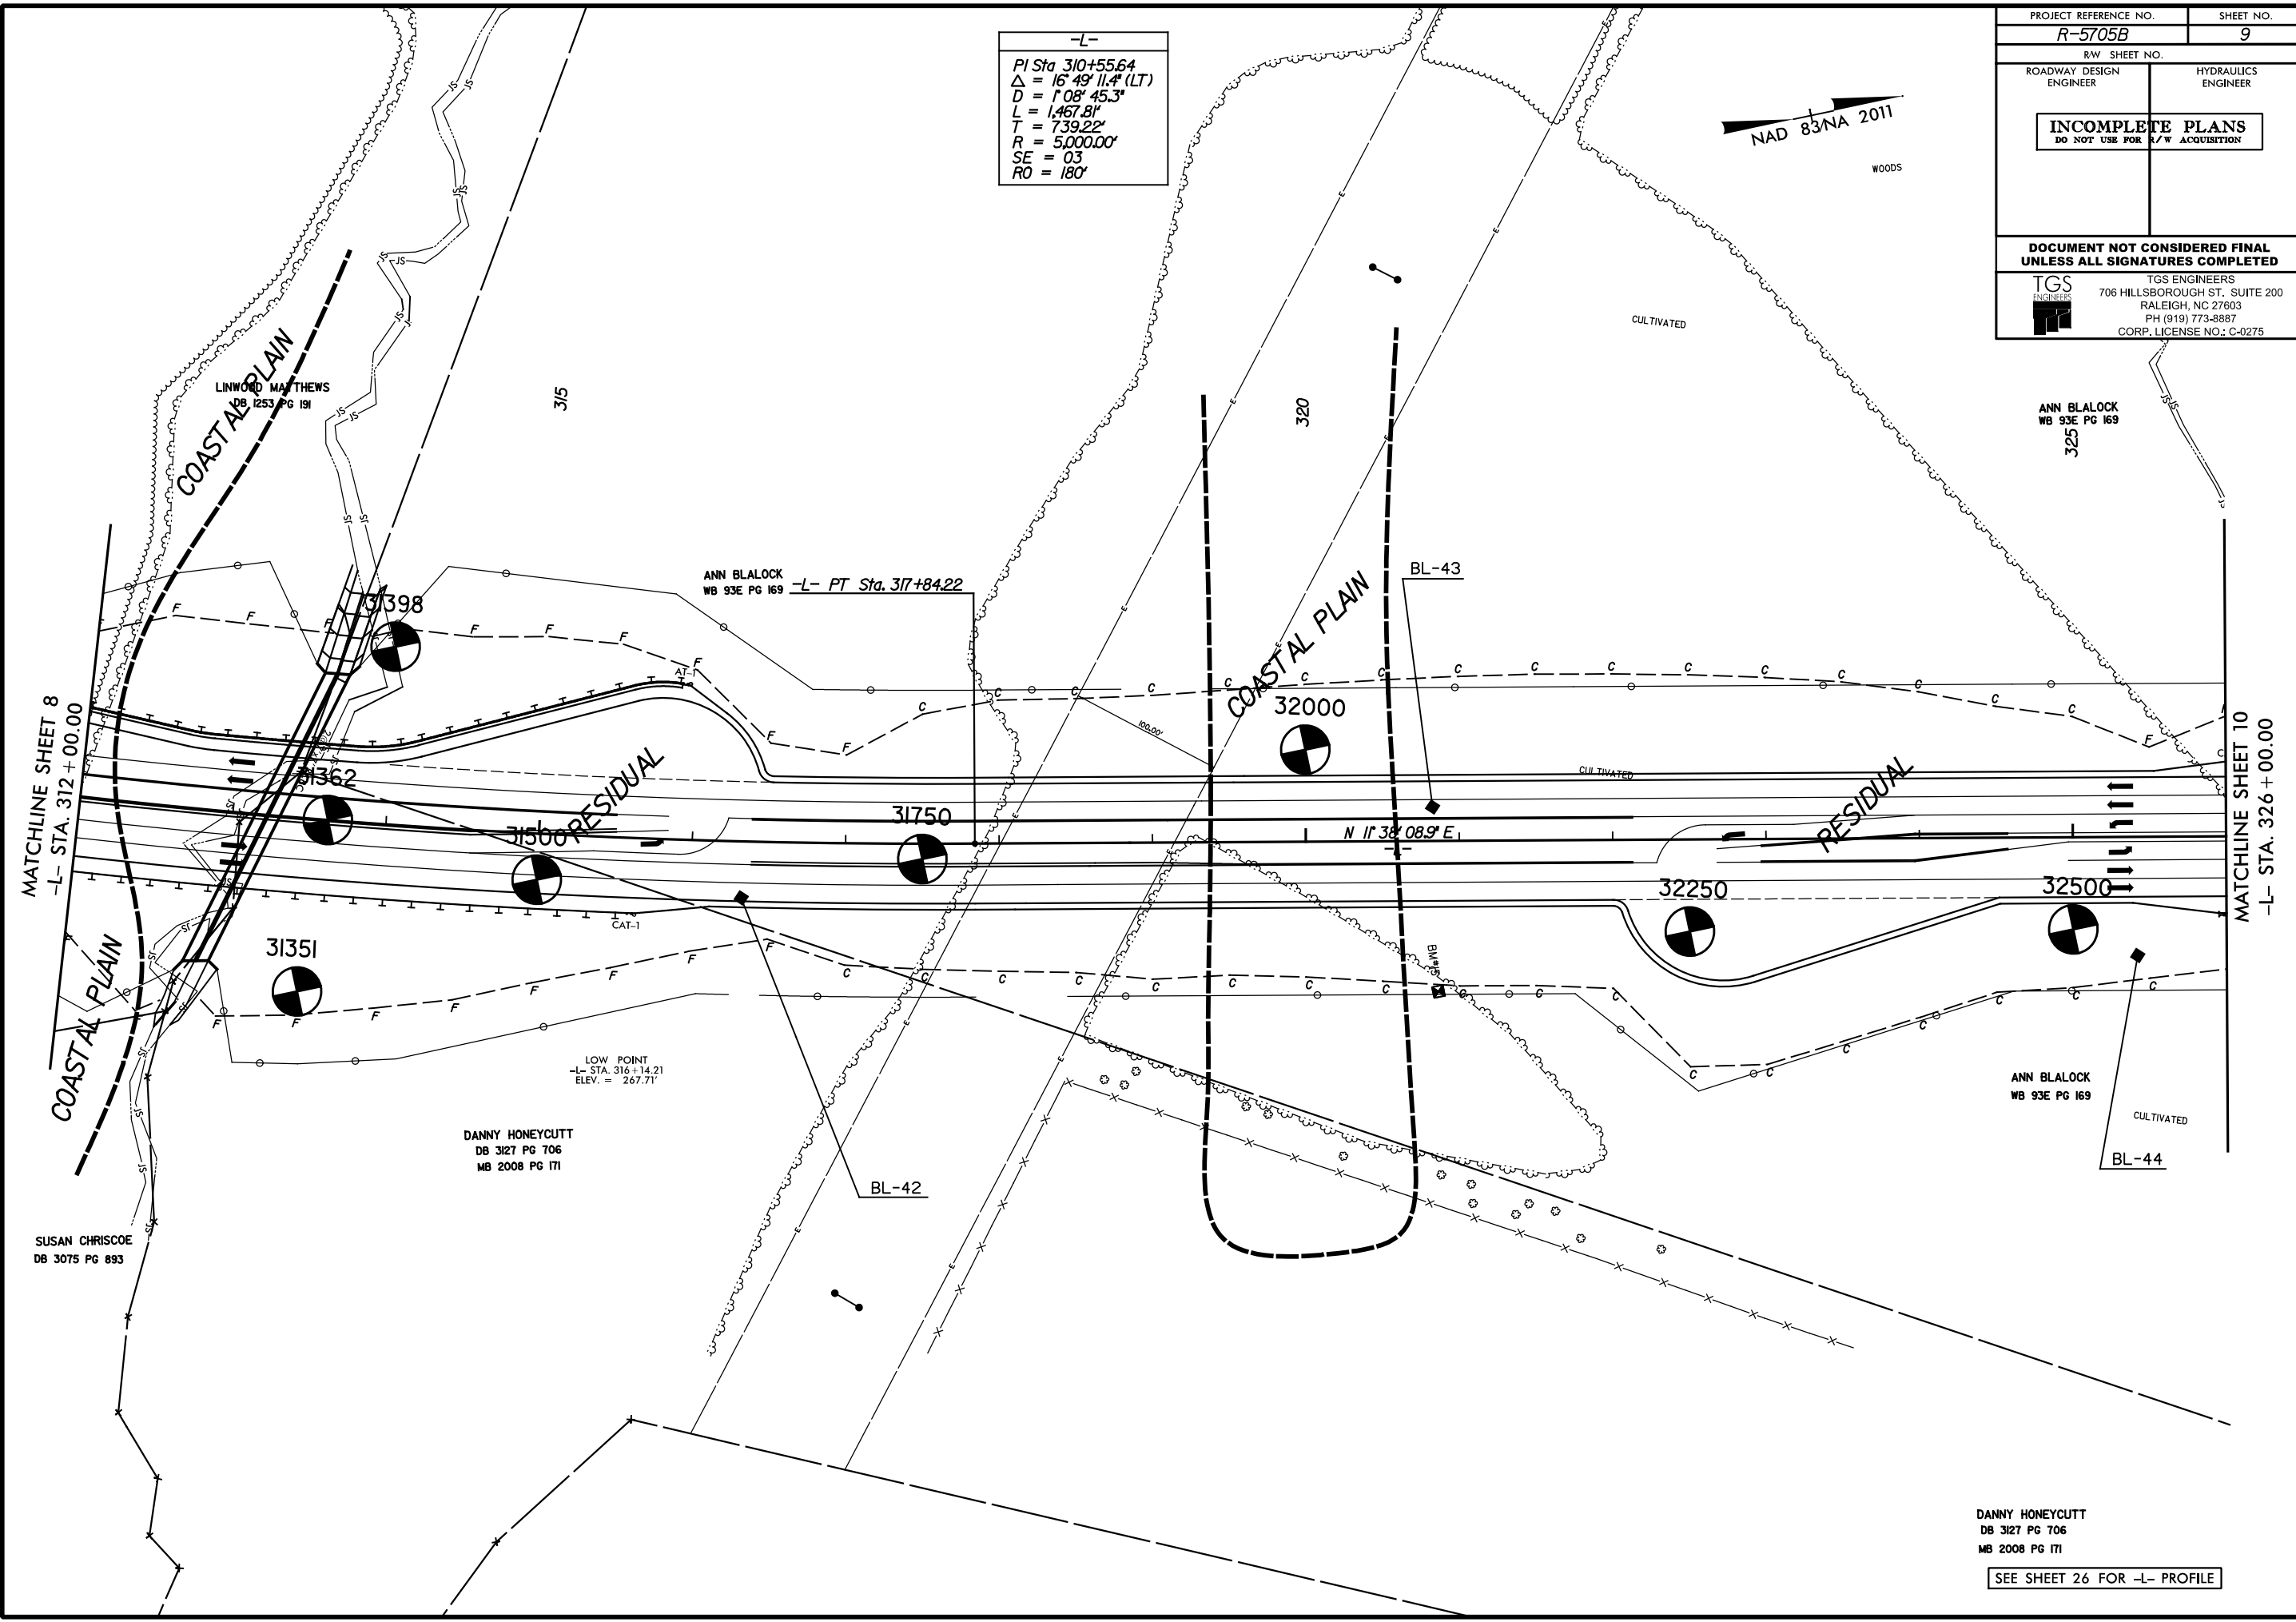 PROJECT REFERENCE NO.
SHEET NO.
R-5705B
9
RW SHEET NO.
ROADWAY DESIGN
ENGINEER
HYDRAULICS
ENGINEER
INCOMPLETE PLANS
DO NOT USE FOR R/W ACQUISITION
DOCUMENT NOT CONSIDERED FINAL
UNLESS ALL SIGNATURES COMPLETED
TGS
ENGINEERS
TGS ENGINEERS
706 HILLSBOROUGH ST. SUITE 200
RALEIGH, NC 27603
PH (919) 773-8887
CORP. LICENSE NO.: C-0275
-L-
PI Sta 310+55.64
Δ = 16° 49' 11.4" (LT)
D = 1° 08' 45.3"
L = 1,467.81'
T = 739.22'
R = 5,000.00'
SE = 03
RO = 180'
NAD 83/NA 2011
WOODS
CULTIVATED
COASTAL PLAIN
LINWOOD MATTHEWS
DB 1253 PG 191
315
320
ANN BLALOCK
WB 93E PG 169
325
ANN BLALOCK
WB 93E PG 169
-L- PT Sta. 317+84.22
BL-43
31398
COASTAL PLAIN
AT-1
32000
100.00'
MATCHLINE SHEET 8
-L- STA. 312+00.00
31362
31500
RESIDUAL
31750
CULTIVATED
RESIDUAL
N 11° 38' 08.9" E
-L-
32250
32500
MATCHLINE SHEET 10
-L- STA. 326+00.00
CAT-1
31351
COASTAL PLAIN
BM#15
LOW POINT
-L- STA. 316+14.21
ELEV. = 267.71'
DANNY HONEYCUTT
DB 3127 PG 706
MB 2008 PG 171
BL-42
ANN BLALOCK
WB 93E PG 169
CULTIVATED
BL-44
SUSAN CHRISCOE
DB 3075 PG 893
DANNY HONEYCUTT
DB 3127 PG 706
MB 2008 PG 171
SEE SHEET 26 FOR -L- PROFILE